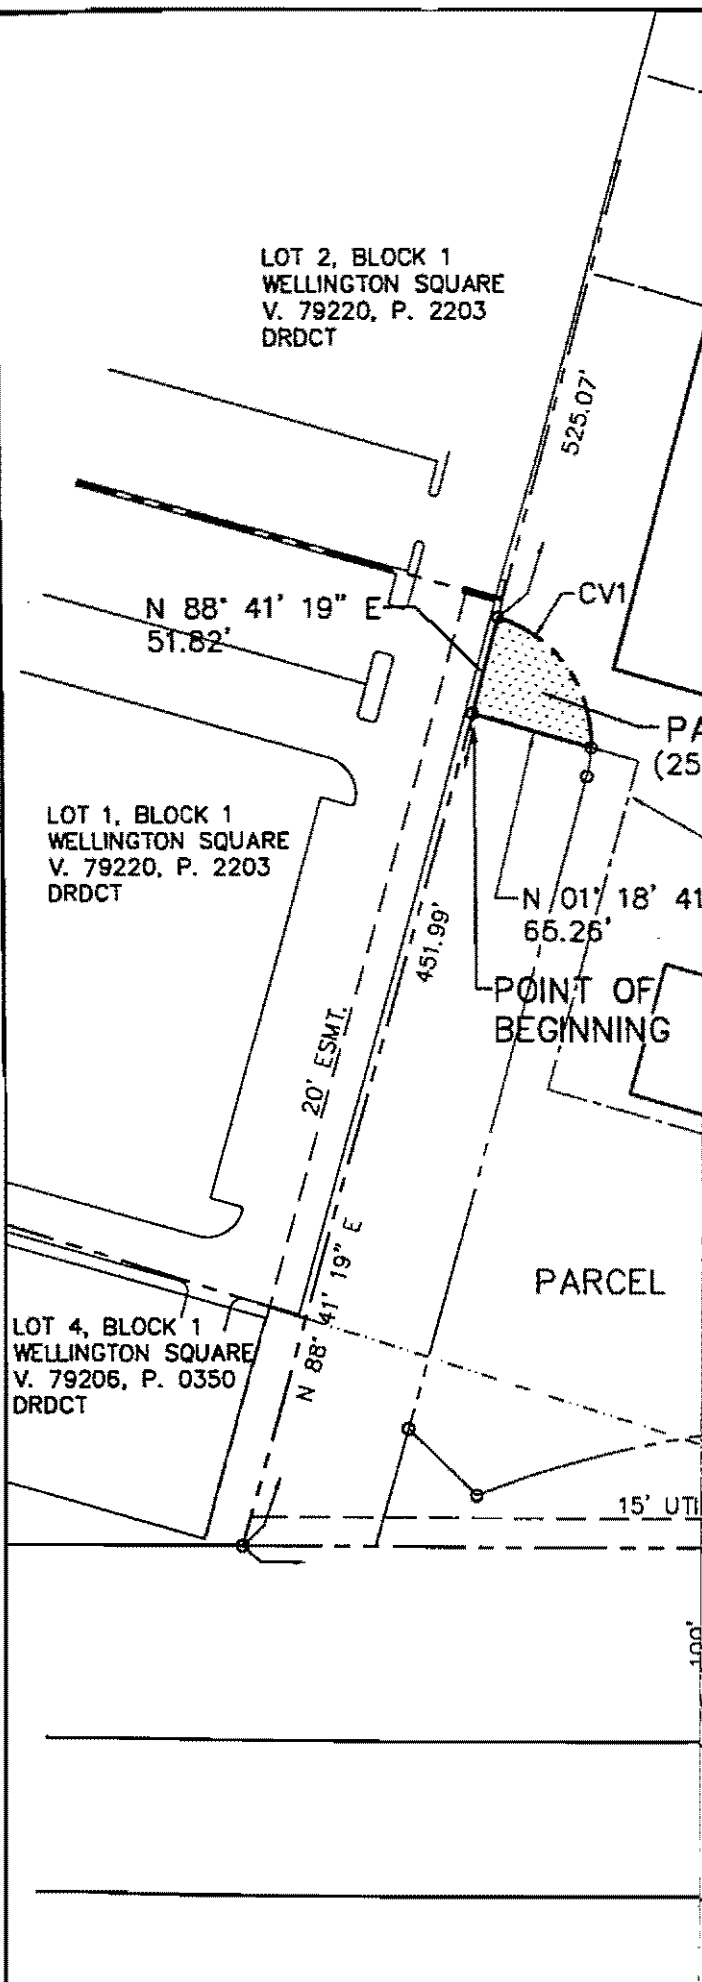 LOT 2, BLOCK 1
WELLINGTON SQUARE
V. 79220, P. 2203
DRDCT
525.07'
N 88° 41' 19" E
51.82'
CV1
PA
(25
LOT 1, BLOCK 1
WELLINGTON SQUARE
V. 79220, P. 2203
DRDCT
N 01° 18' 41
65.26'
451.99'
POINT OF
BEGINNING
20' ESMT.
N 88° 41' 19" E
PARCEL
LOT 4, BLOCK 1
WELLINGTON SQUARE
V. 79206, P. 0350
DRDCT
15' UTI
100'